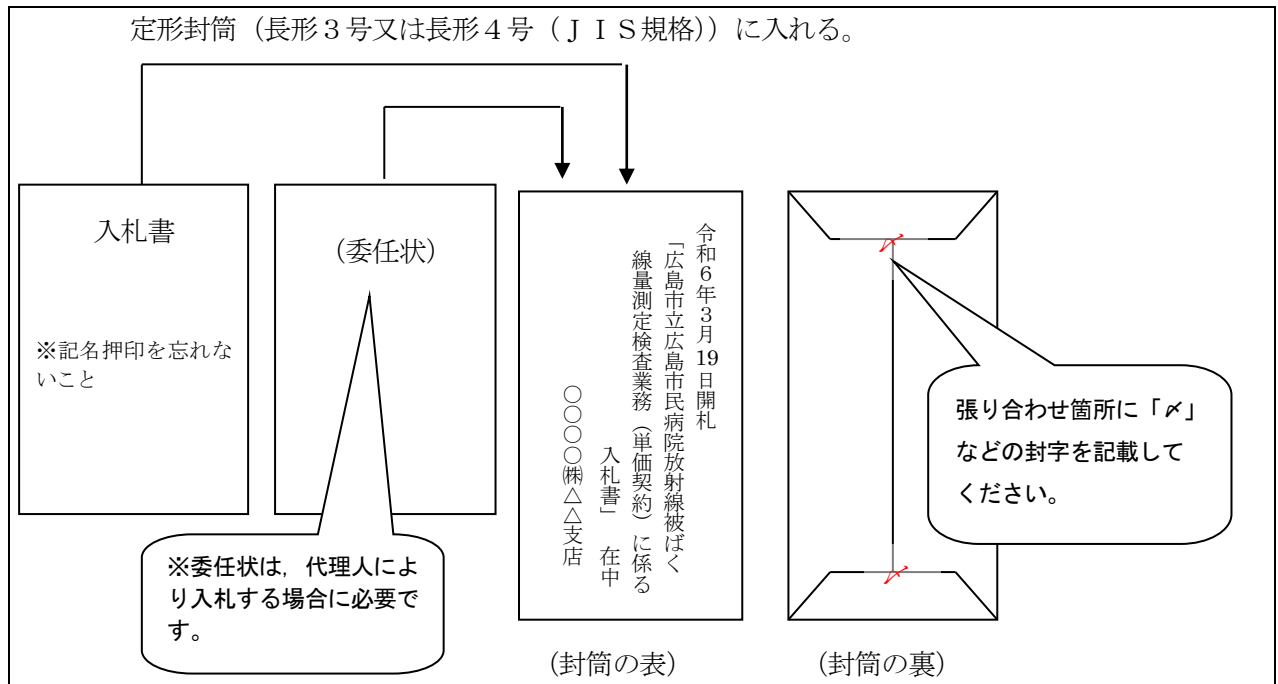 定形封筒（長形３号又は長形４号（ＪＩＳ規格））に入れる。
入札書
※記名押印を忘れな
いこと
（委任状）
※委任状は，代理人によ
り入札する場合に必要で
す。
令和６年３月19日開札
「広島市立広島市民病院放射線被ばく
線量測定検査業務（単価契約）に係る
入札書」　在中
○○○○㈱△△支店
（封筒の表）
〆
〆
張り合わせ箇所に「〆」
などの封字を記載して
ください。
（封筒の裏）